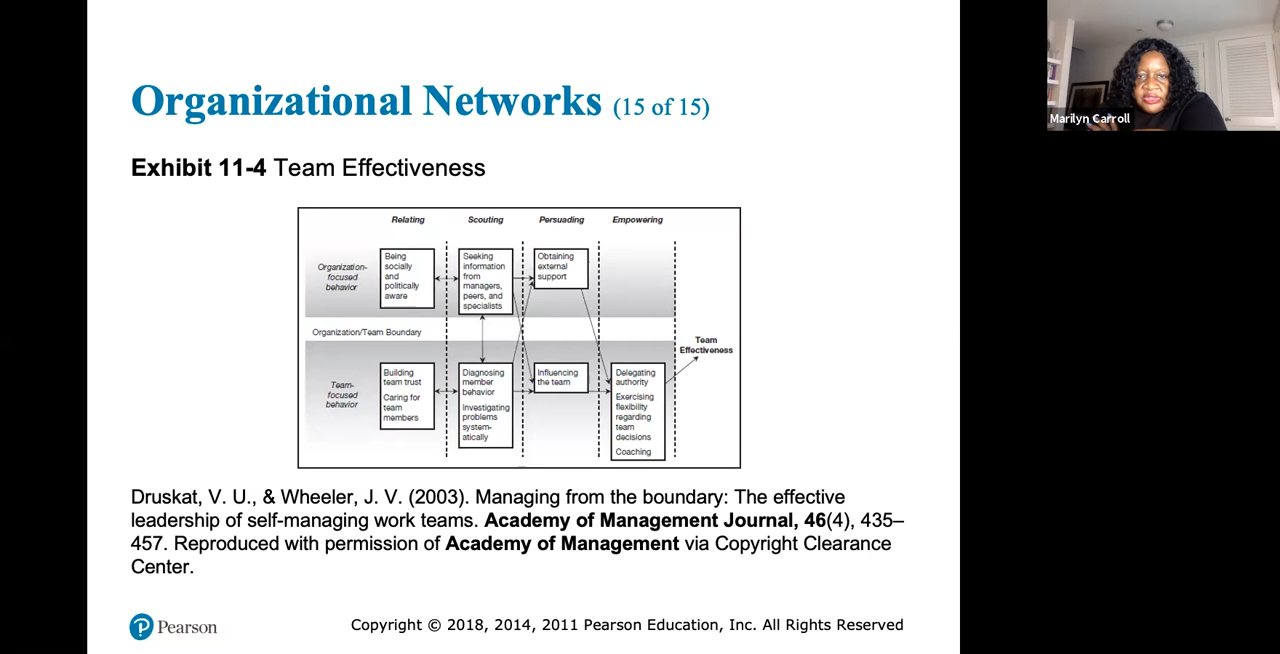 Organizational Networks (15 of 15)
Marilyn Carroll
Exhibit 11-4 Team Effectiveness
Relating Scouting Persuading Empowering
Organization-
focused
behavior
Being
socially
and
politically
aware
Seeking
information
from
managers,
peers, and
specialists
Obtaining
external
support
Organization/Team Boundary
Team
Effectiveness
Team-
focused
behavior
Building
team trust
Caring for
team
members
Diagnosing
member
behavior
Investigating
problems
system-
atically
Influencing
the team
Delegating
authority
Exercising
flexibility
regarding
team
decisions
Coaching
Druskat, V. U., & Wheeler, J. V. (2003). Managing from the boundary: The effective
leadership of self-managing work teams. Academy of Management Journal, 46(4), 435–
457. Reproduced with permission of Academy of Management via Copyright Clearance
Center.
P Pearson
Copyright © 2018, 2014, 2011 Pearson Education, Inc. All Rights Reserved